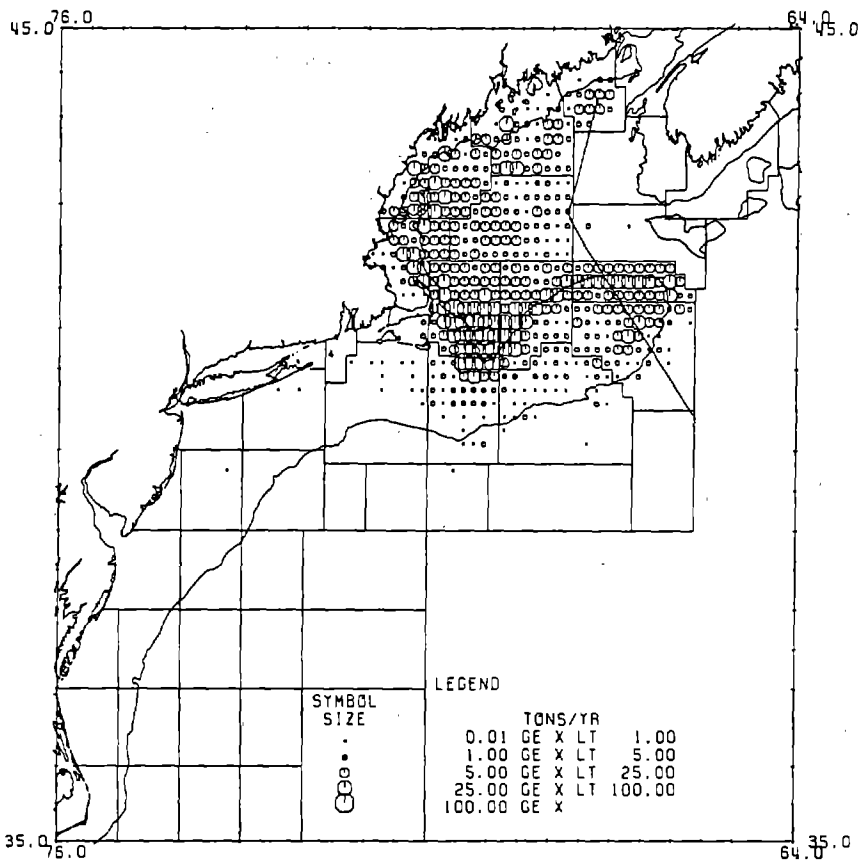 76.0 64.0
45.0 45.0
LEGEND
SYMBOL
SIZE
TONS/YR
0.01 GE X LT 1.00
1.00 GE X LT 5.00
5.00 GE X LT 25.00
25.00 GE X LT 100.00
100.00 GE X
35.0 35.0
76.0 64.0